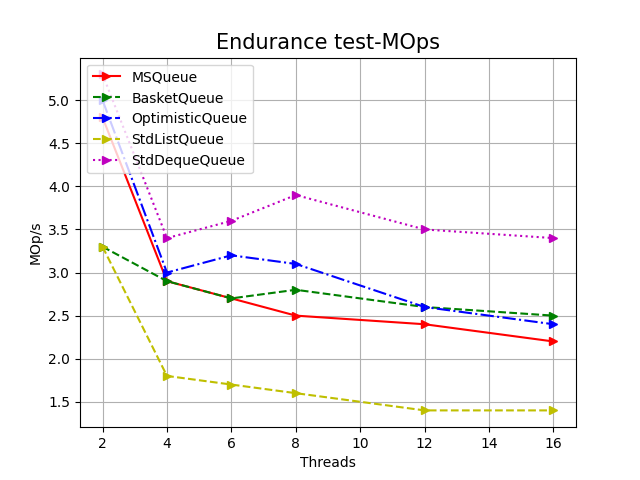 Endurance test-MOps
MSQueue
BasketQueue
OptimisticQueue
StdListQueue
StdDequeQueue
MOp/s
5.0
4.5
4.0
3.5
3.0
2.5
2.0
1.5
2 4 6 8 10 12 14 16
Threads